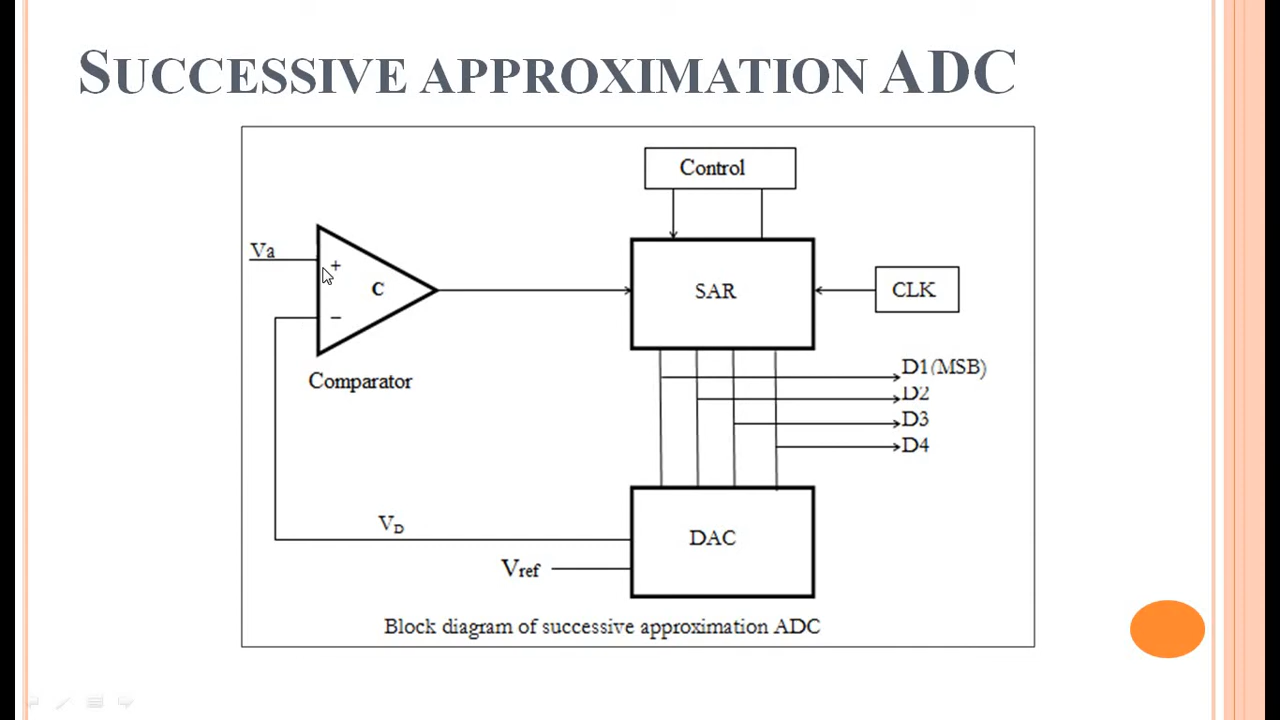 SUCCESSIVE APPROXIMATION ADC
Control
Va
+
C
SAR
CLK
−
Comparator
D1(MSB)
D2
D3
D4
VD
DAC
Vref
Block diagram of successive approximation ADC